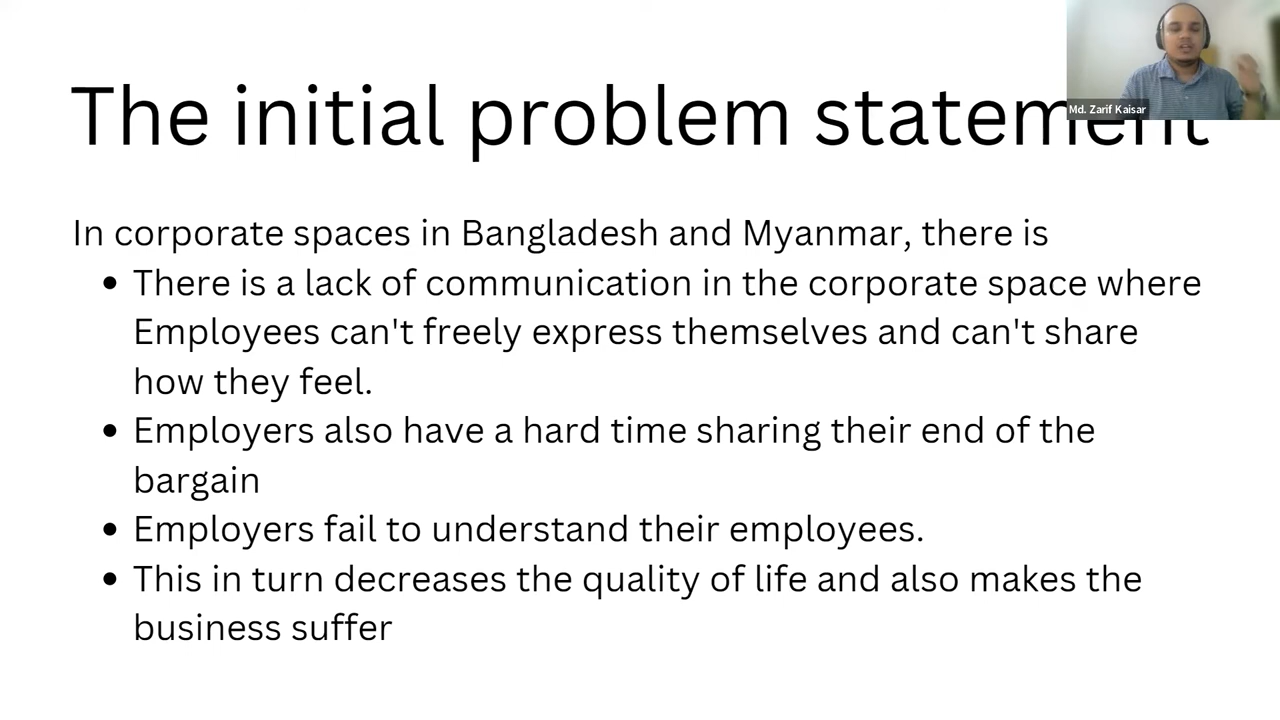 The initial problem statement
Md. Zarif Kaisar
In corporate spaces in Bangladesh and Myanmar, there is
• There is a lack of communication in the corporate space where
Employees can't freely express themselves and can't share
how they feel.
• Employers also have a hard time sharing their end of the
bargain
• Employers fail to understand their employees.
• This in turn decreases the quality of life and also makes the
business suffer